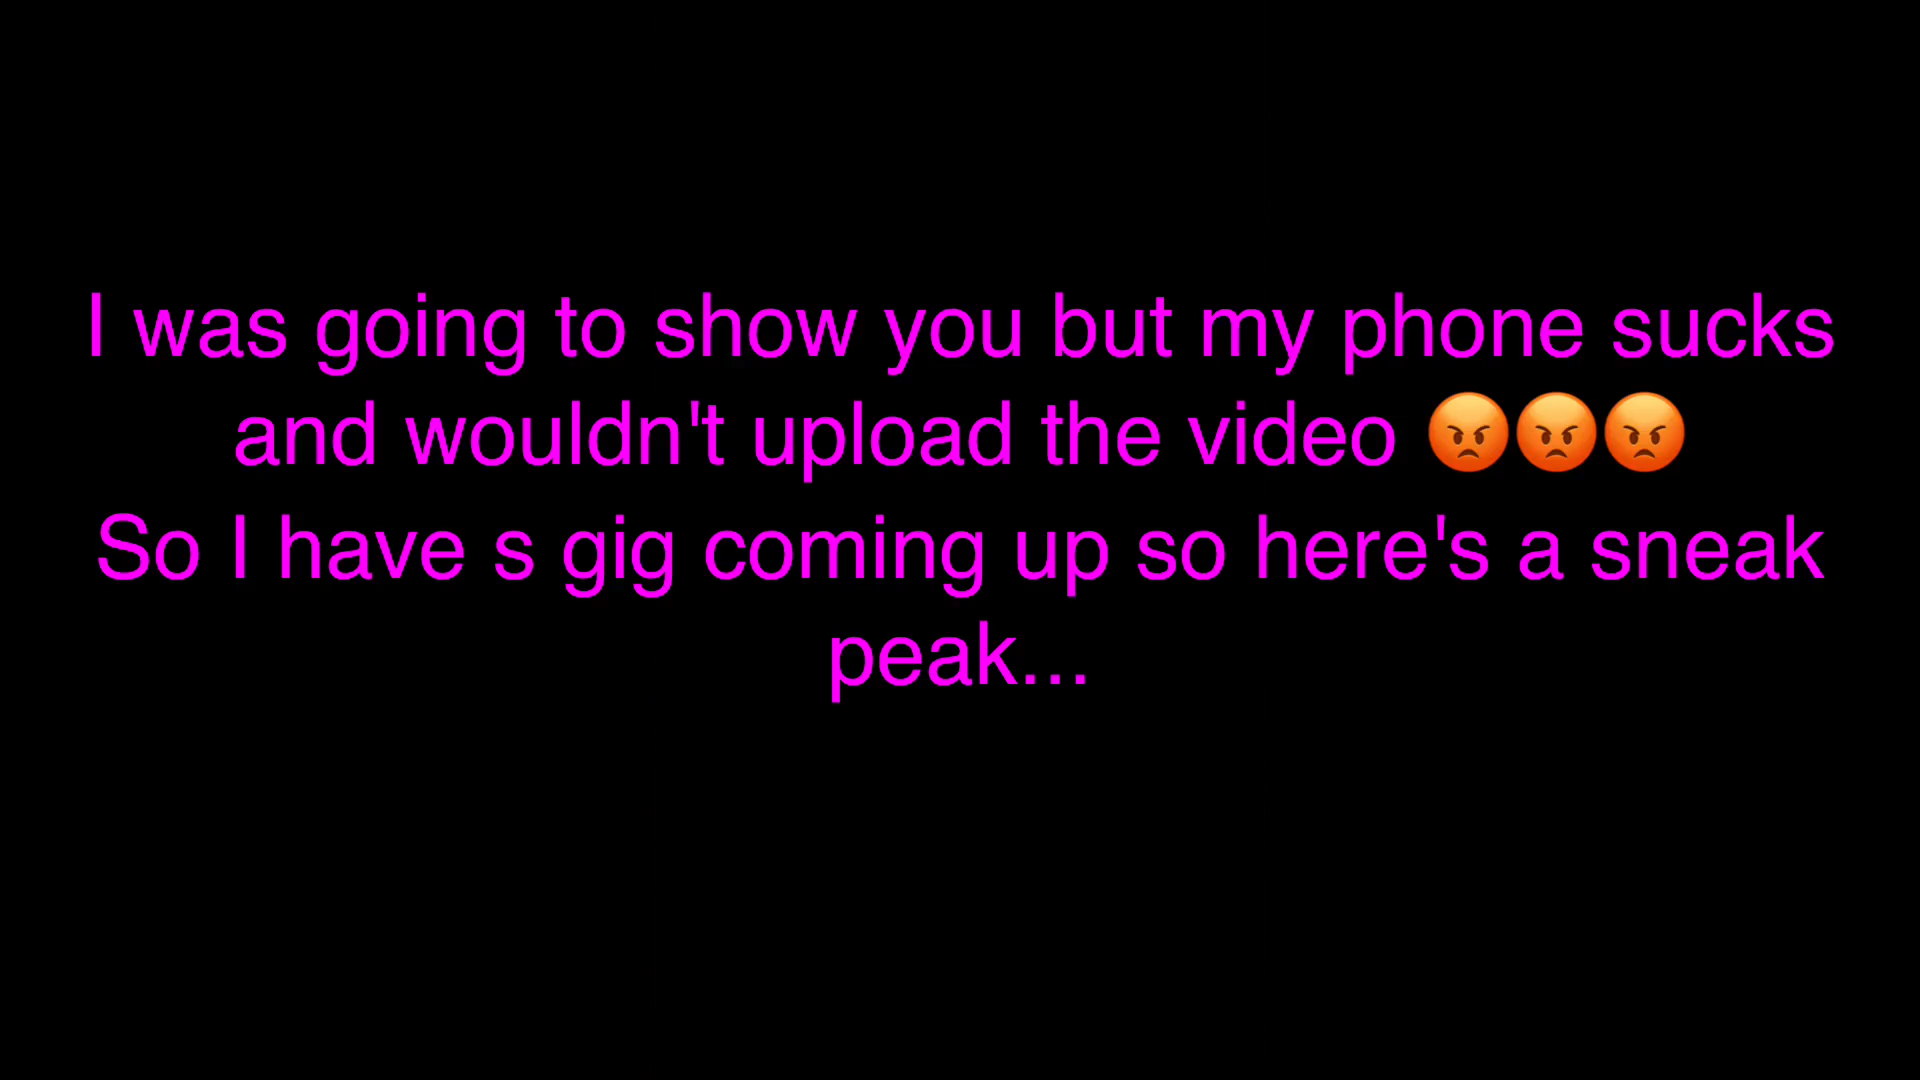 I was going to show you but my phone sucks
and wouldn't upload the video 😡😡😡
So I have s gig coming up so here's a sneak
peak...